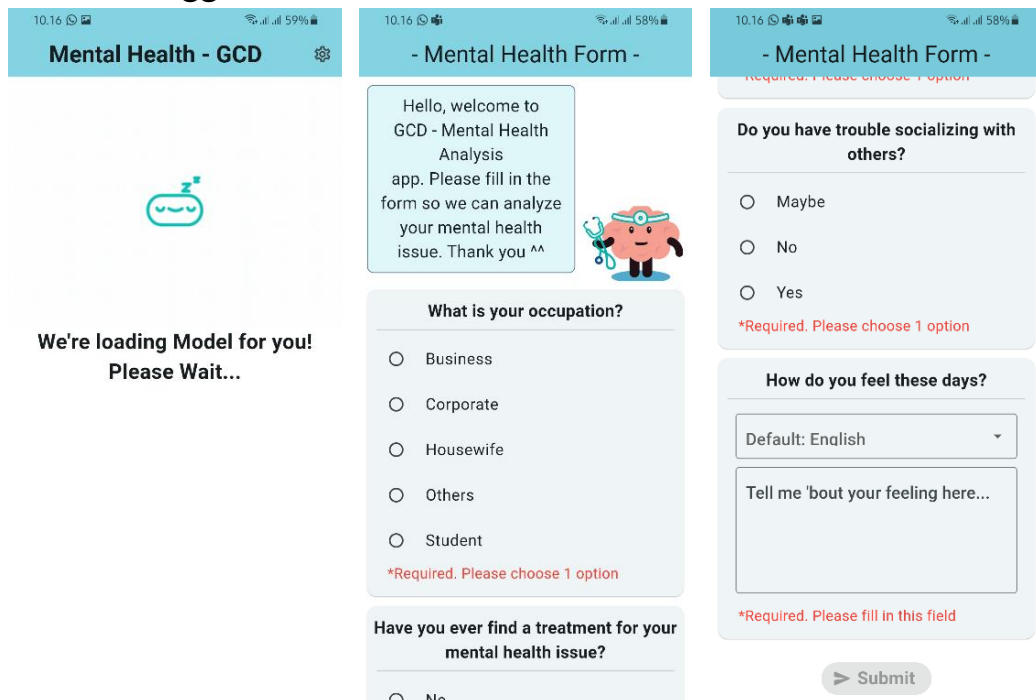 10.16
59%
Mental Health - GCD
z z
We're loading Model for you!
Please Wait...
10.16
58%
- Mental Health Form -
Hello, welcome to
GCD - Mental Health
Analysis
app. Please fill in the
form so we can analyze
your mental health
issue. Thank you ^^
What is your occupation?
Business
Corporate
Housewife
Others
Student
*Required. Please choose 1 option
Have you ever find a treatment for your
mental health issue?
No
10.16
58%
- Mental Health Form -
*Required. Please choose 1 option
Do you have trouble socializing with
others?
Maybe
No
Yes
*Required. Please choose 1 option
How do you feel these days?
Default: English
Tell me 'bout your feeling here...
*Required. Please fill in this field
Submit